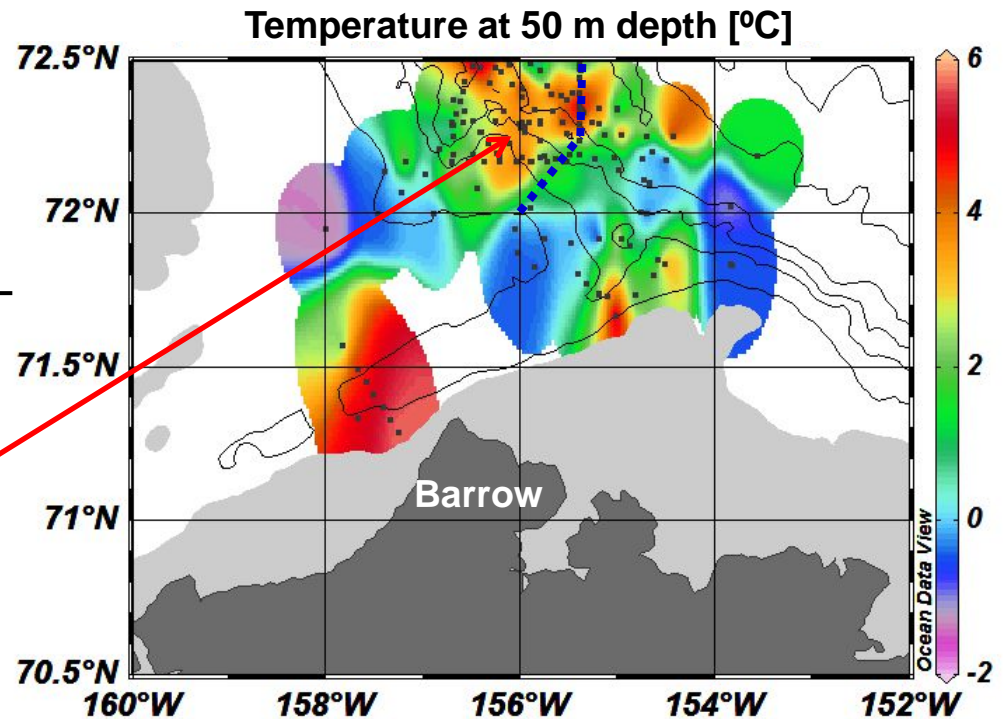 Temperature at 50 m depth [ºC]
72.5°N
72°N
71.5°N
71°N
70.5°N
160°W
158°W
156°W
154°W
152°W
Barrow
Ocean Data View
6
4
2
0
-2